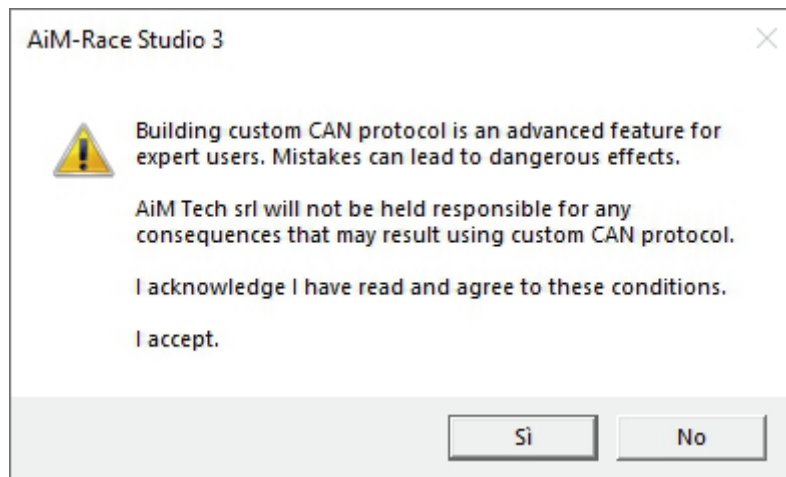 AiM-Race Studio 3
Building custom CAN protocol is an advanced feature for
expert users. Mistakes can lead to dangerous effects.
AiM Tech srl will not be held responsible for any
consequences that may result using custom CAN protocol.
I acknowledge I have read and agree to these conditions.
I accept.
Sì
No